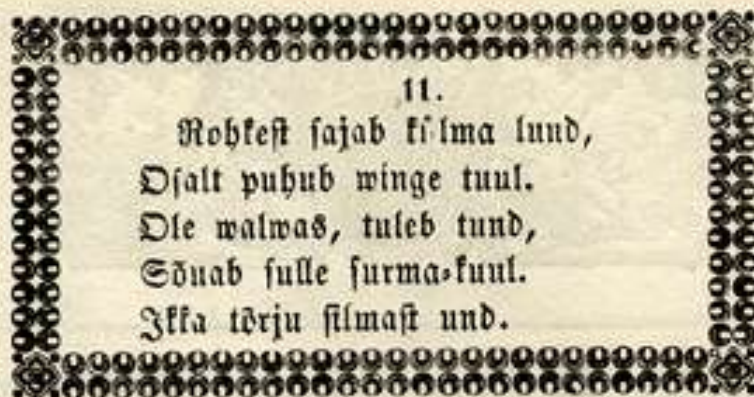 11.
Rohkest sajab külma lund,
Osalt puhub winge tuul.
Ole walwas, tuleb tund,
Sõuab sulle surma-kuul.
Ikka tõrju silmast und.